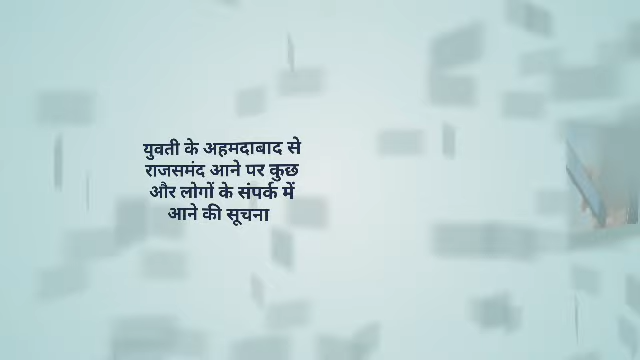 युवती के अहमदाबाद से
राजसमंद आने पर कुछ
और लोगों के संपर्क में
आने की सूचना